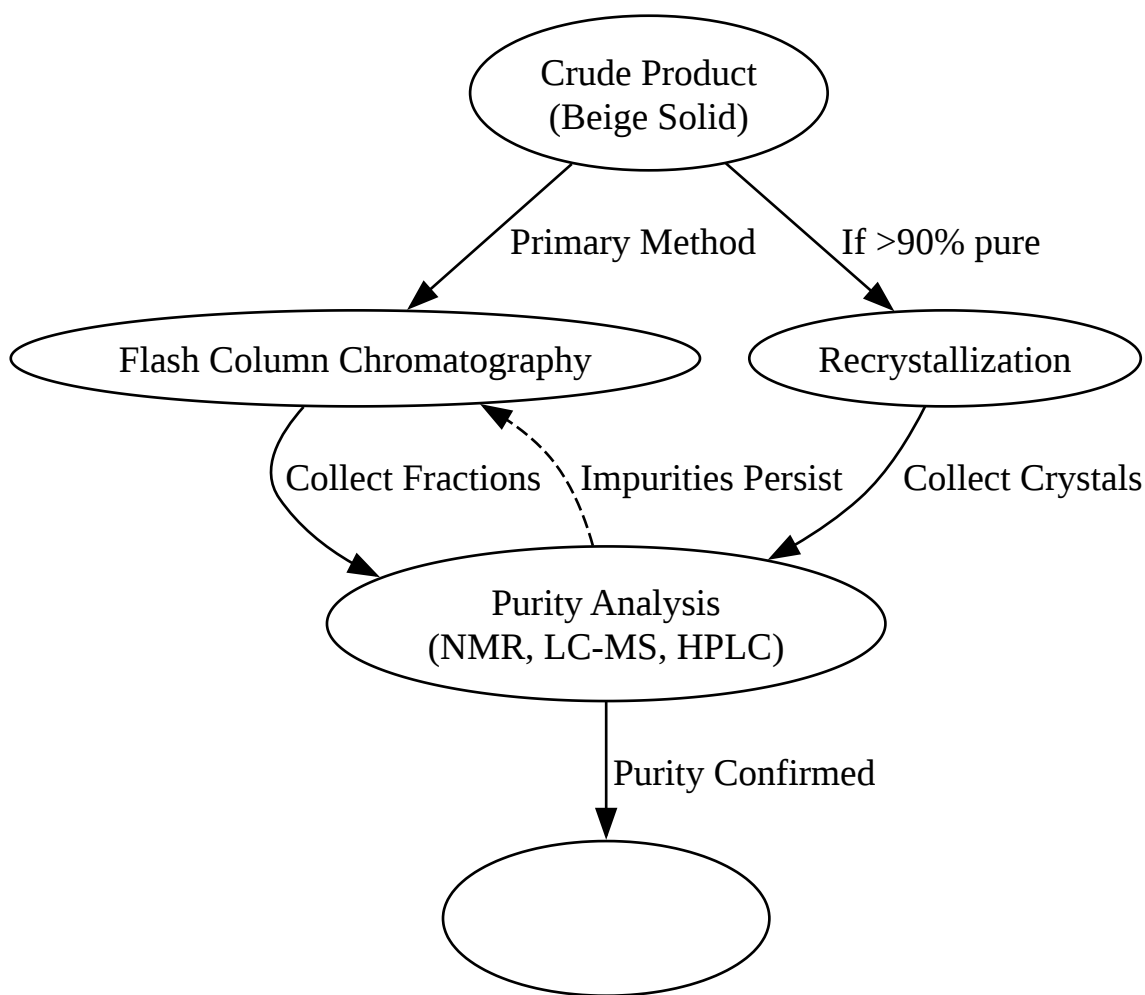 Crude Product
(Beige Solid)
Primary Method
If >90% pure
Flash Column Chromatography
Recrystallization
Collect Fractions
Impurities Persist
Collect Crystals
Purity Analysis
(NMR, LC-MS, HPLC)
Purity Confirmed